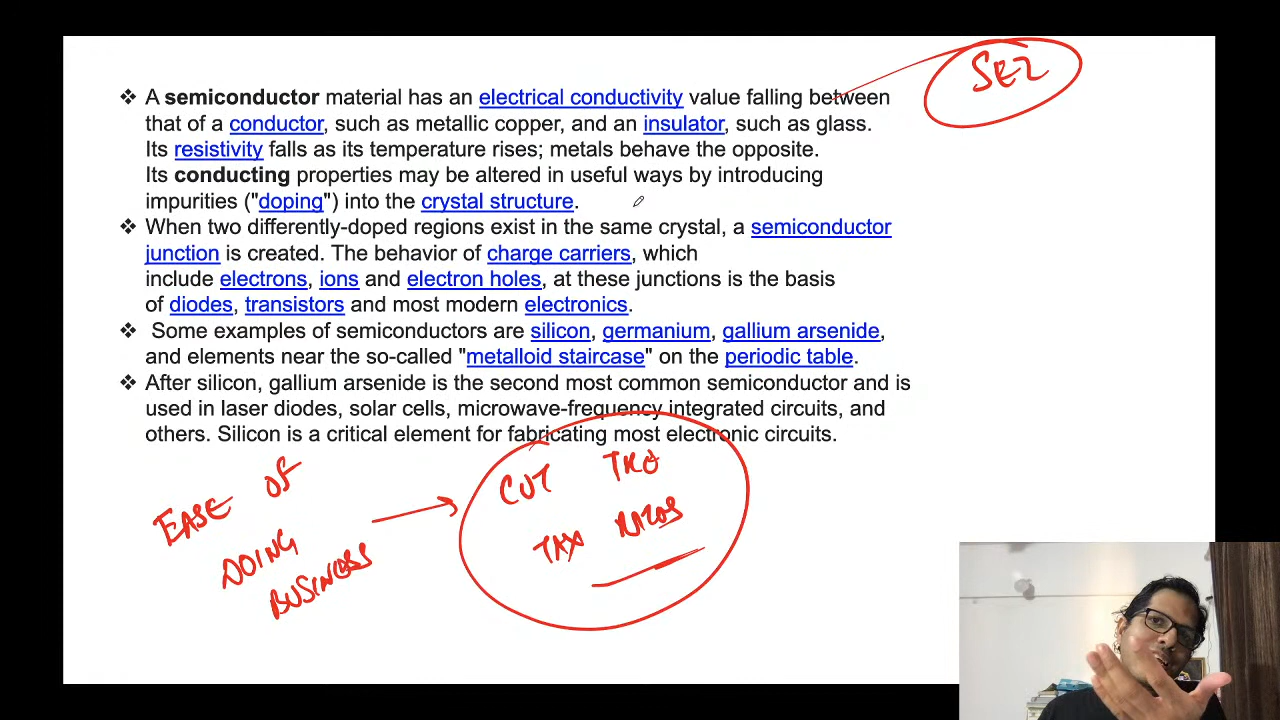 SEZ
❖ A semiconductor material has an electrical conductivity value falling between
that of a conductor, such as metallic copper, and an insulator, such as glass.
Its resistivity falls as its temperature rises; metals behave the opposite.
Its conducting properties may be altered in useful ways by introducing
impurities ("doping") into the crystal structure.
❖ When two differently-doped regions exist in the same crystal, a semiconductor
junction is created. The behavior of charge carriers, which
include electrons, ions and electron holes, at these junctions is the basis
of diodes, transistors and most modern electronics.
❖ Some examples of semiconductors are silicon, germanium, gallium arsenide,
and elements near the so-called "metalloid staircase" on the periodic table.
❖ After silicon, gallium arsenide is the second most common semiconductor and is
used in laser diodes, solar cells, microwave-frequency integrated circuits, and
others. Silicon is a critical element for fabricating most electronic circuits.
EASE OF
DOING
BUSINESS
CUT
TAX